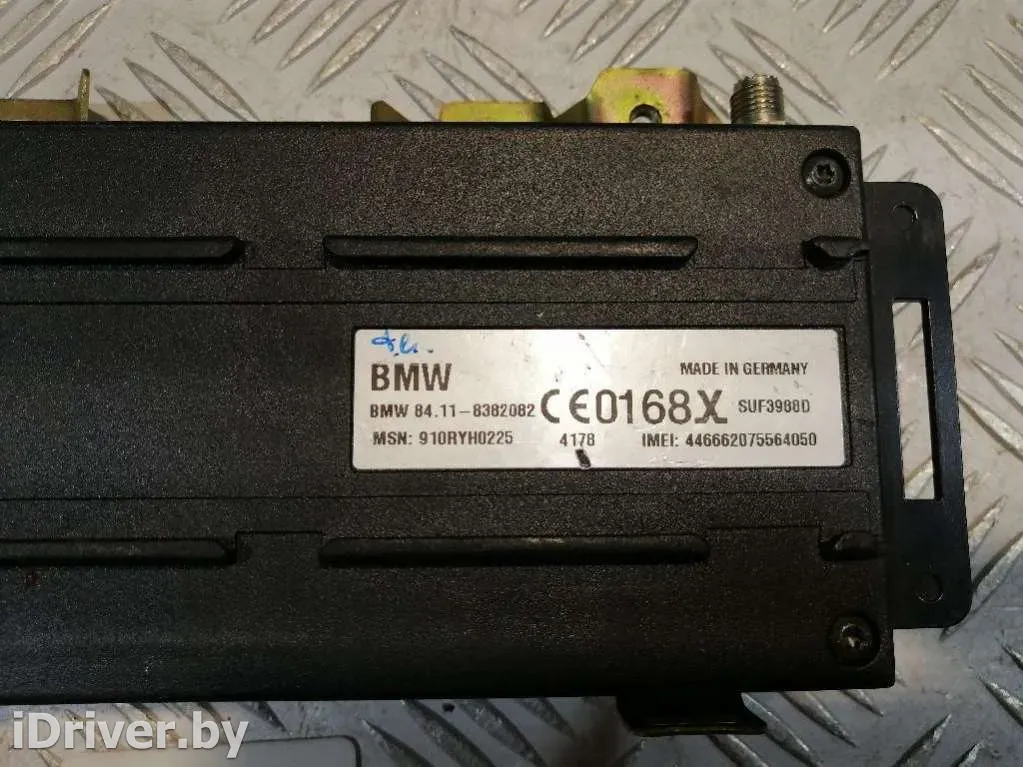 BMW
MADE IN GERMANY
BMW 84.11-8382082 CE0168X SUF3988D
MSN: 910RYH0225 4178 IMEI: 446662075564050
iDriver.by